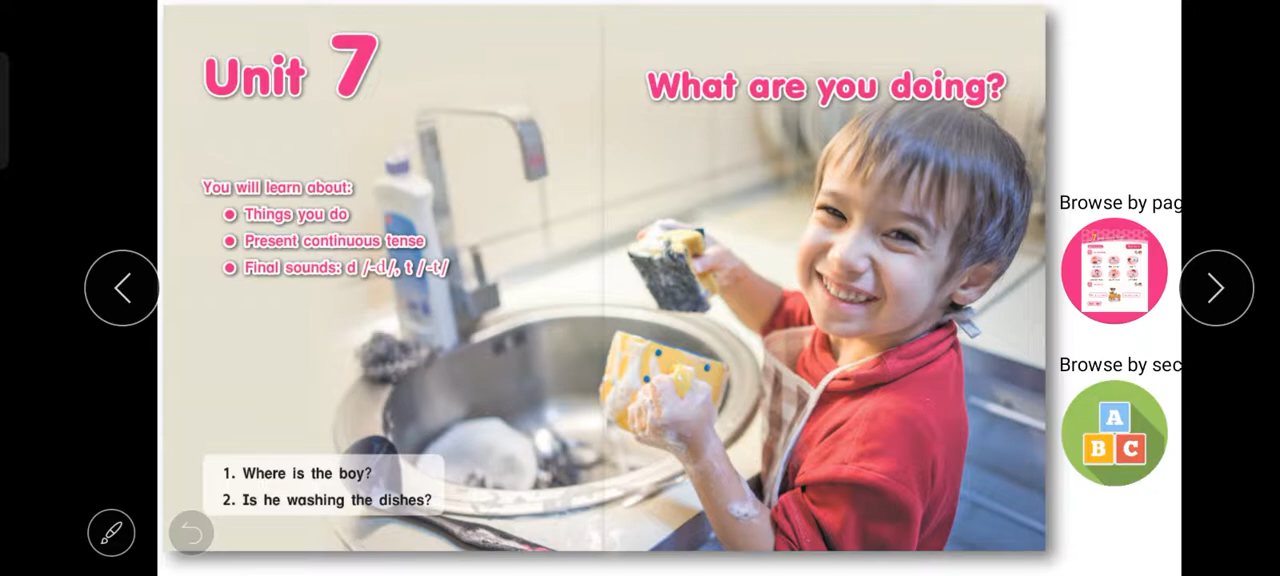 Unit 7
What are you doing?
You will learn about:
● Things you do
● Present continuous tense
● Final sounds: d /-d/, t /-t/
1. Where is the boy?
2. Is he washing the dishes?
Browse by pag
Browse by sec
A
B C